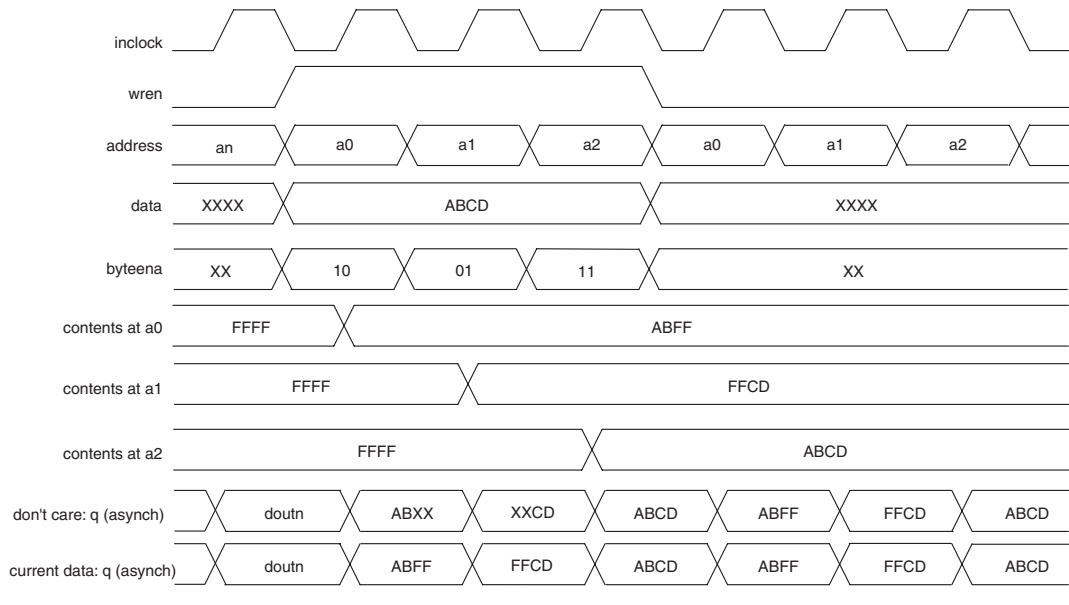 inclock
wren
address an a0 a1 a2 a0 a1 a2
data XXXX ABCD XXXX
byteena XX 10 01 11 XX
contents at a0 FFFF ABFF
contents at a1 FFFF FFCD
contents at a2 FFFF ABCD
don't care: q (asynch) doutn ABXX XXCD ABCD ABFF FFCD ABCD
current data: q (asynch) doutn ABFF FFCD ABCD ABFF FFCD ABCD